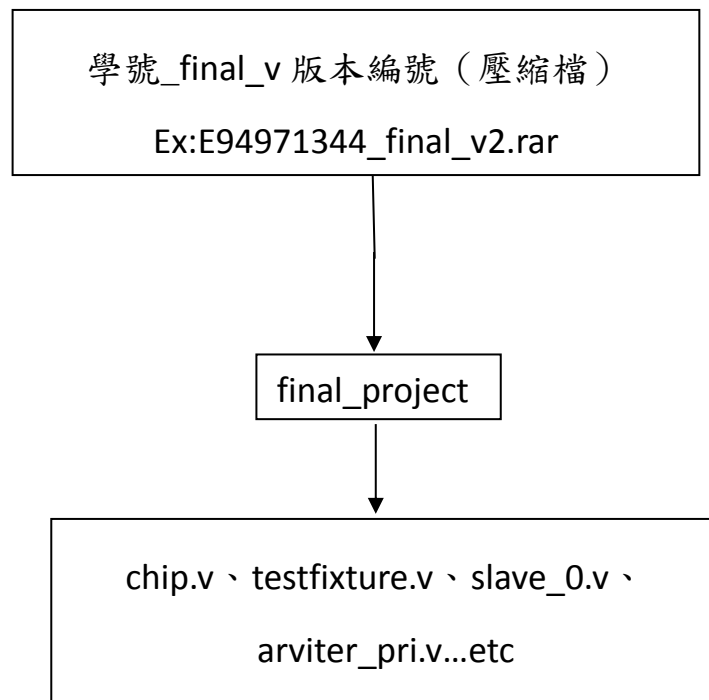 學號_final_v 版本編號（壓縮檔）
Ex:E94971344_final_v2.rar
final_project
chip.v、testfixture.v、slave_0.v、
arviter_pri.v…etc